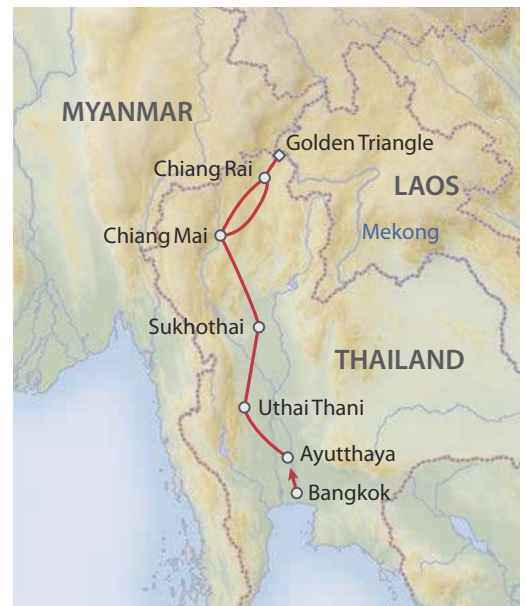 MYANMAR
Golden Triangle
Chiang Rai
LAOS
Chiang Mai
Mekong
Sukhothai
THAILAND
Uthai Thani
Ayutthaya
Bangkok